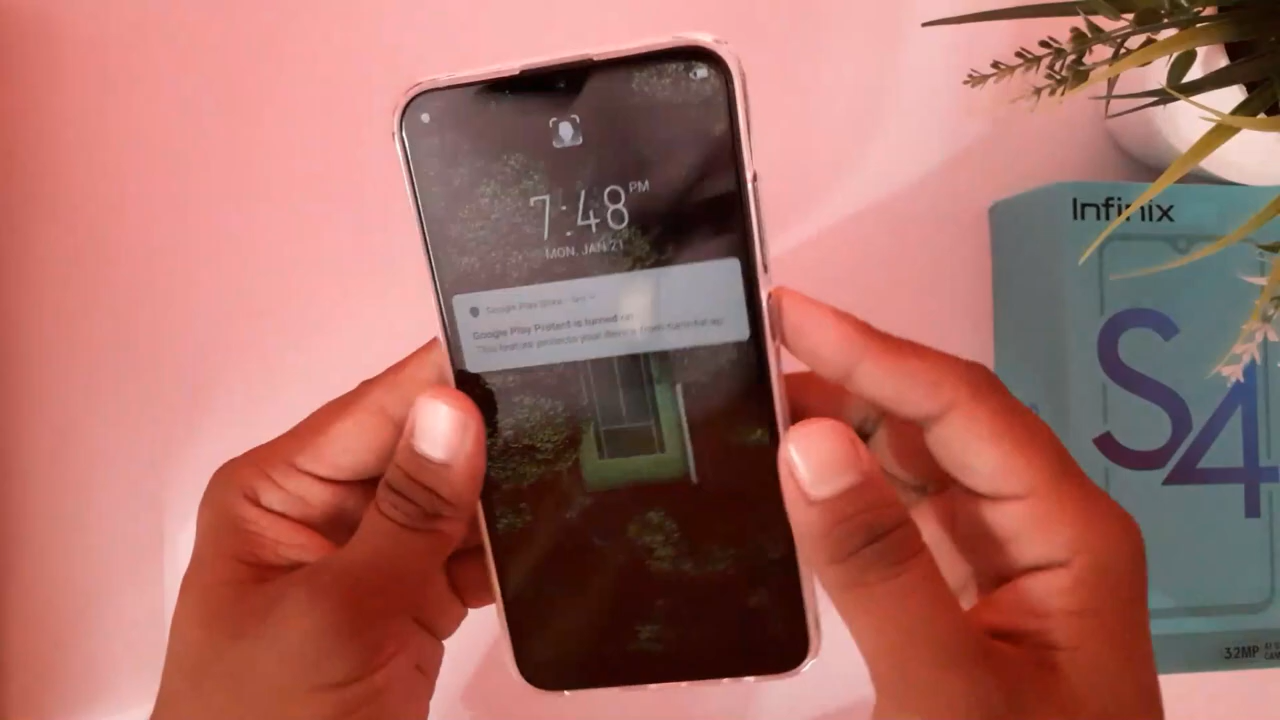 7:48 PM
MON, JAN 21
Google Play Store
Google Play Protect is turned on
This feature protects your device from harmful
Infinix
S4
32MP